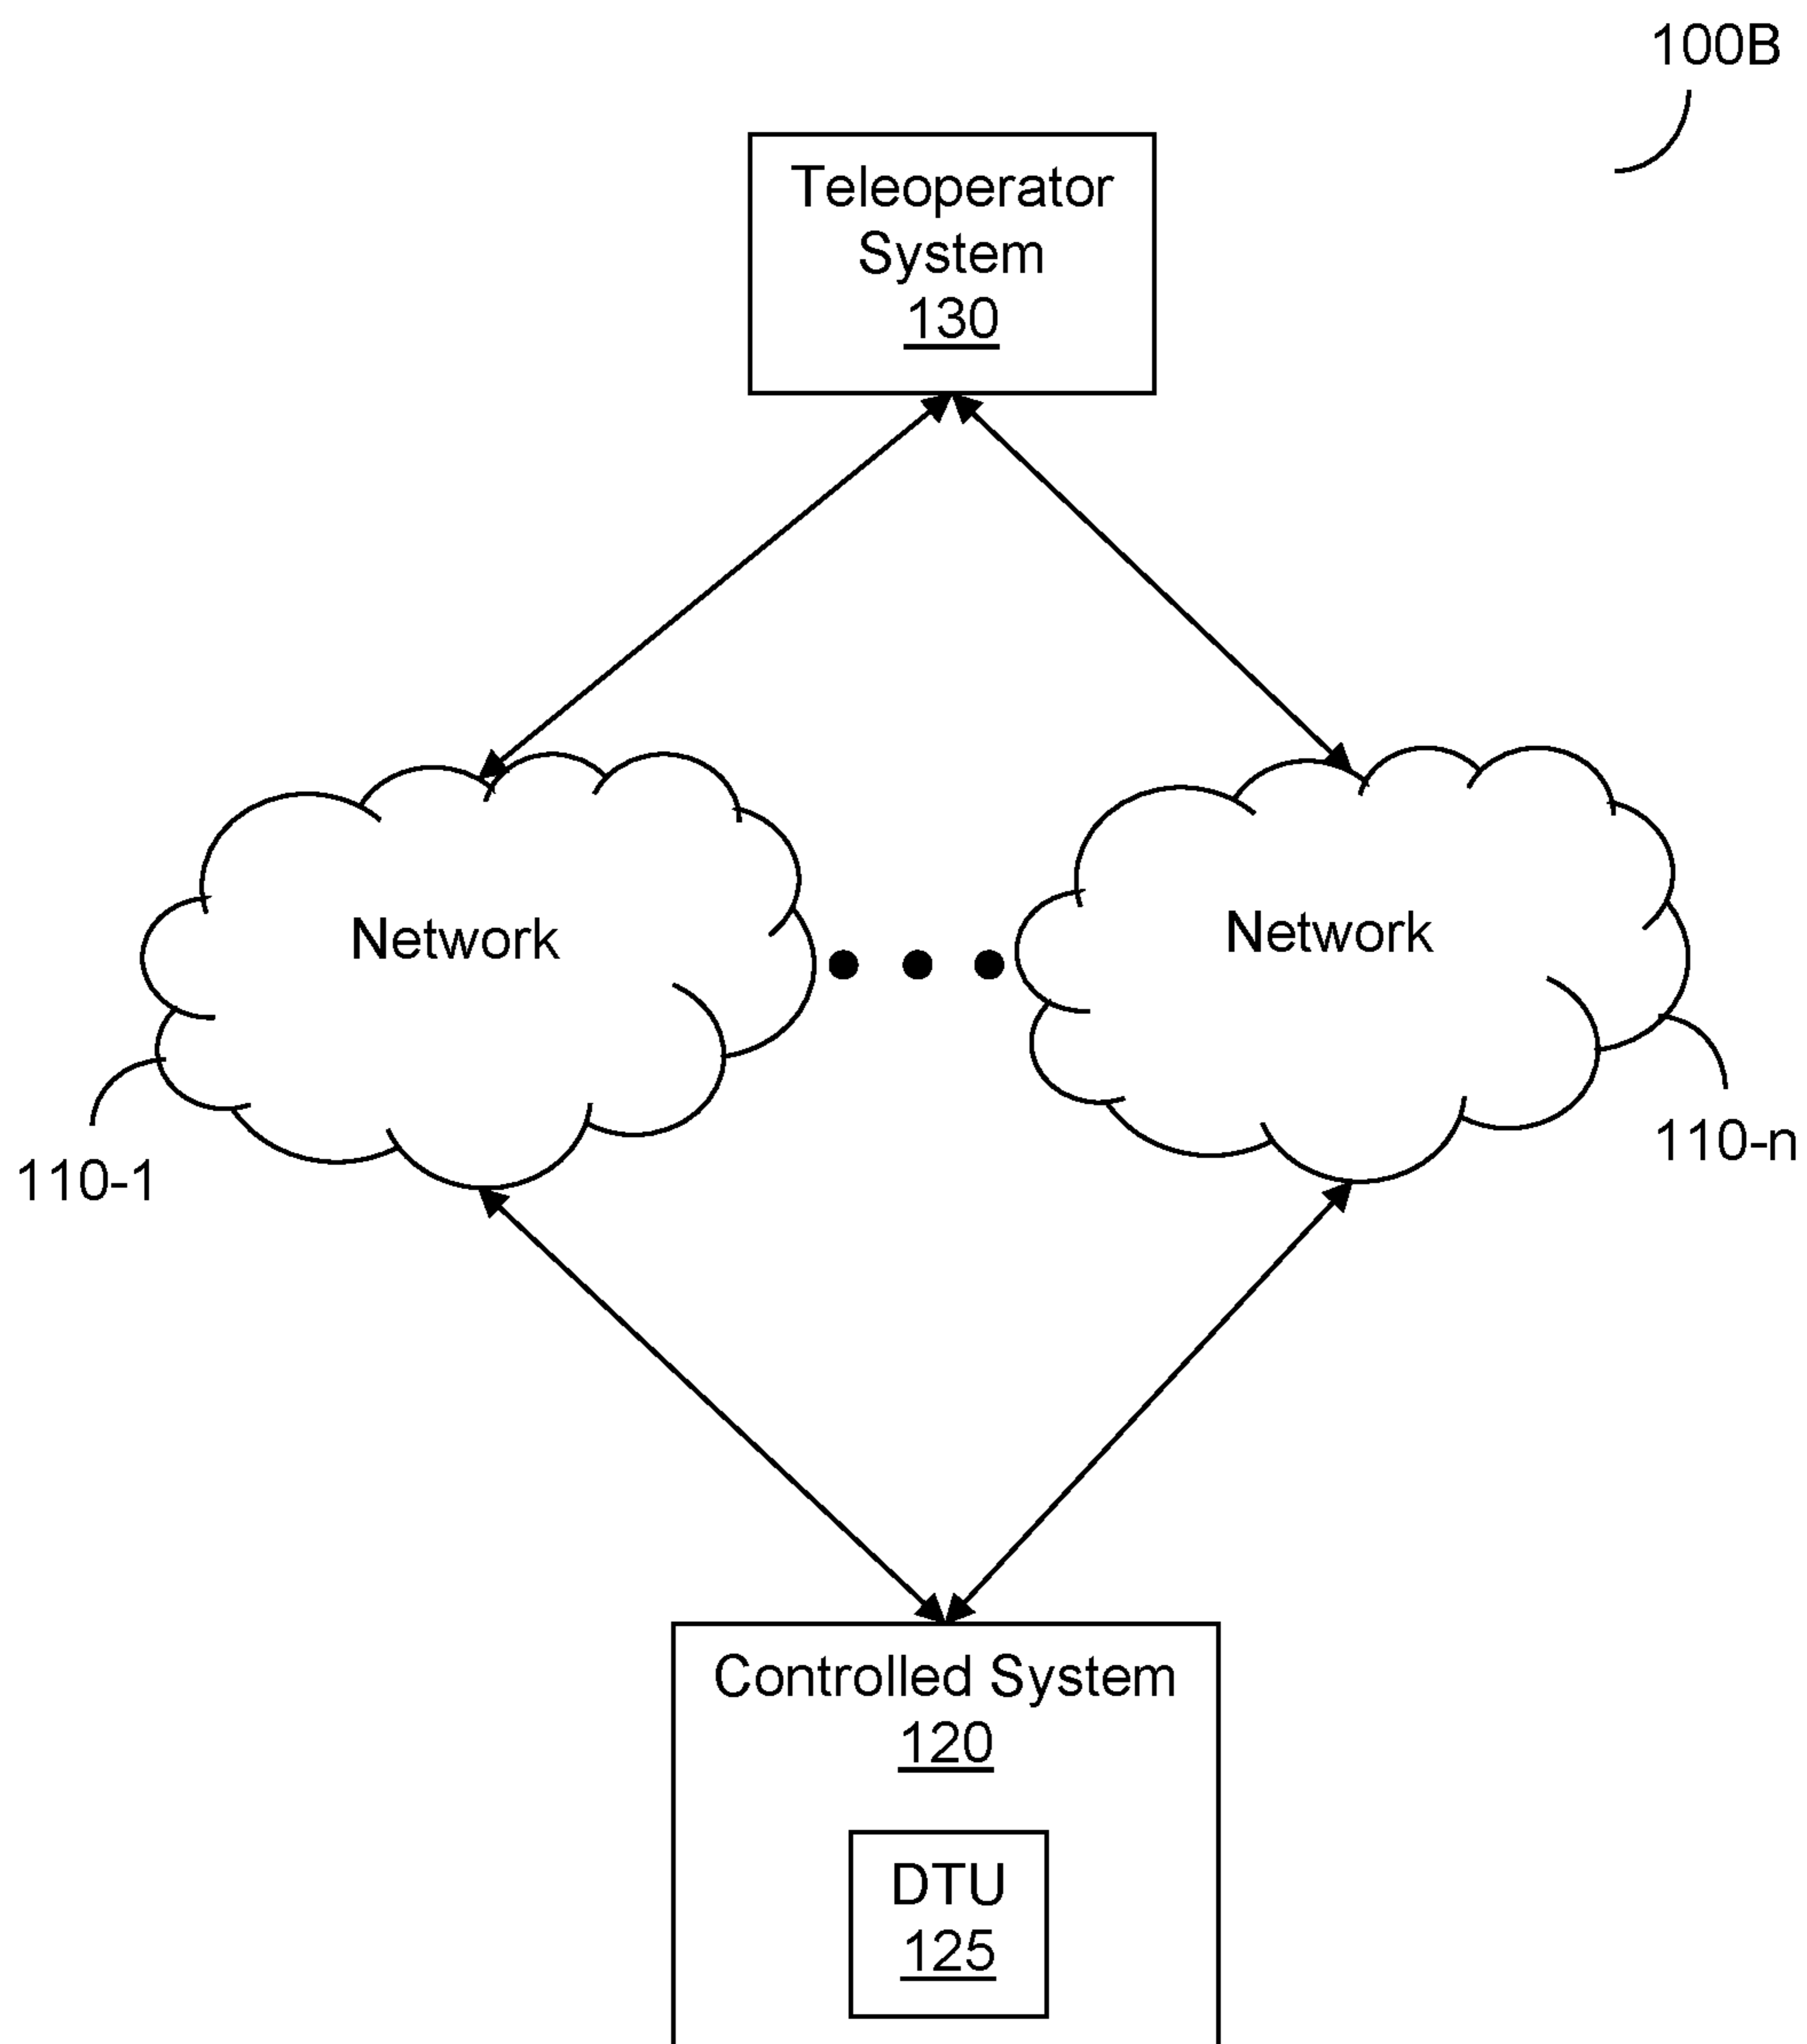 100B
Teleoperator
System
130
Network
Network
110-1
110-n
Controlled System
120
DTU
125